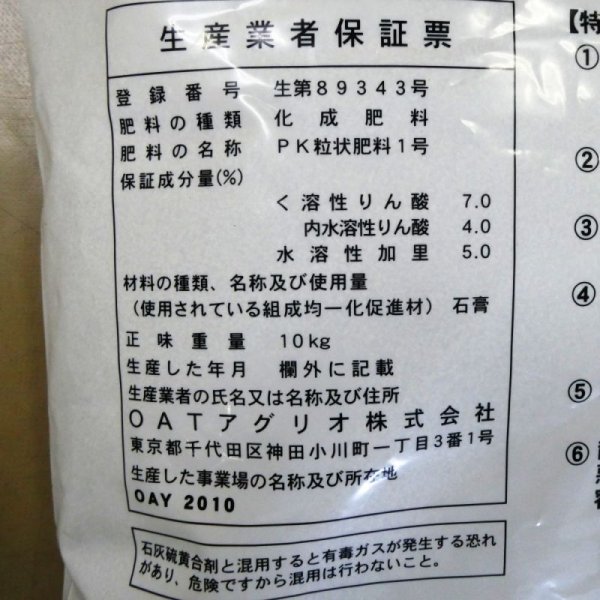 生産業者保証票
登録番号 生第89343号
肥料の種類 化成肥料
肥料の名称 PK粒状肥料1号
保証成分量(%)
く溶性りん酸 7.0
内水溶性りん酸 4.0
水溶性加里 5.0
材料の種類、名称及び使用量
(使用されている組成均一化促進材) 石膏
正味重量 10kg
生産した年月 欄外に記載
生産業者の氏名又は名称及び住所
OATアグリオ株式会社
東京都千代田区神田小川町一丁目3番1号
生産した事業場の名称及び所在地
OAY 2010
石灰硫黄合剤と混用すると有毒ガスが発生する恐れ
があり、危険ですから混用は行わないこと。
【特
①
②
③
④
⑤
⑥